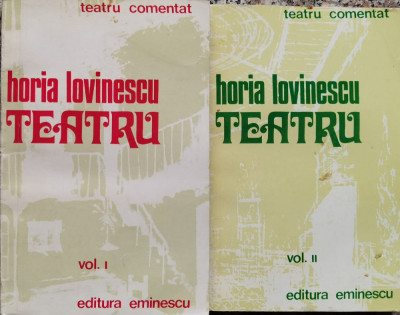 teatru comentat
horia lovinescu
TEATRU
vol. I
editura eminescu
teatru comentat
horia lovinescu
TEATRU
vol. II
editura eminescu